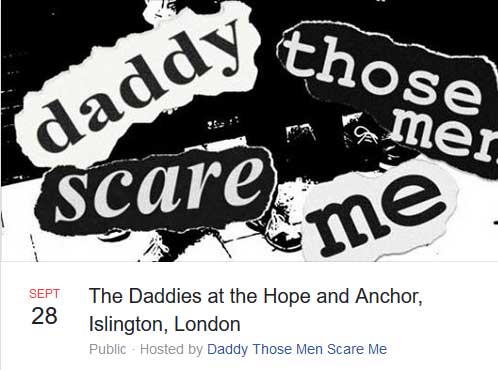 daddy
those
men
scare
me
SEPT
28
The Daddies at the Hope and Anchor,
Islington, London
Public · Hosted by Daddy Those Men Scare Me